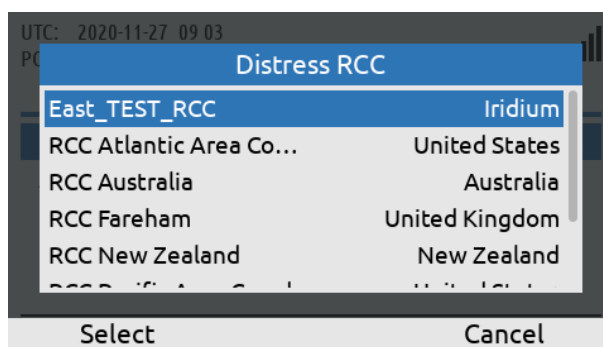 UTC: 2020-11-27 09 03
Distress RCC
East_TEST_RCC Iridium
RCC Atlantic Area Co... United States
RCC Australia Australia
RCC Fareham United Kingdom
RCC New Zealand New Zealand
Select Cancel